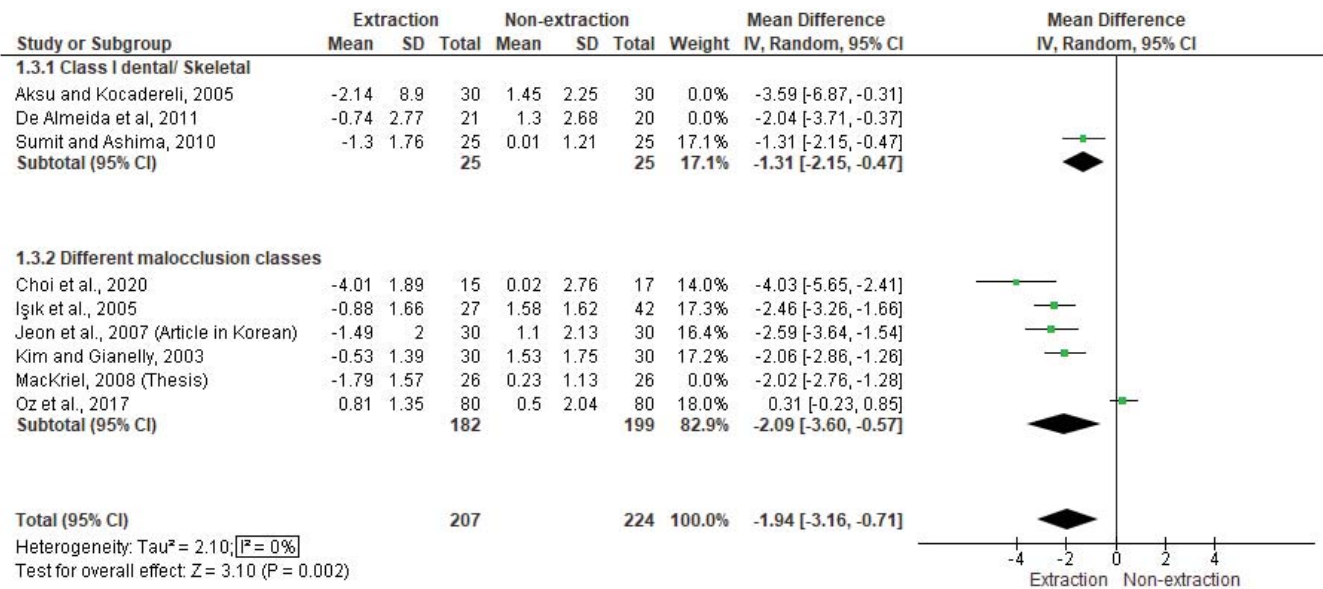 Extraction Non-extraction Mean Difference Mean Difference
Study or Subgroup Mean SD Total Mean SD Total Weight IV, Random, 95% CI IV, Random, 95% CI
1.3.1 Class I dental/ Skeletal
Aksu and Kocadereli, 2005 -2.14 8.9 30 1.45 2.25 30 0.0% -3.59 [-6.87, -0.31]
De Almeida et al, 2011 -0.74 2.77 21 1.3 2.68 20 0.0% -2.04 [-3.71, -0.37]
Sumit and Ashima, 2010 -1.3 1.76 25 0.01 1.21 25 17.1% -1.31 [-2.15, -0.47]
Subtotal (95% CI) 25 25 17.1% -1.31 [-2.15, -0.47]
1.3.2 Different malocclusion classes
Choi et al., 2020 -4.01 1.89 15 0.02 2.76 17 14.0% -4.03 [-5.65, -2.41]
Işık et al., 2005 -0.88 1.66 27 1.58 1.62 42 17.3% -2.46 [-3.26, -1.66]
Jeon et al., 2007 (Article in Korean) -1.49 2 30 1.1 2.13 30 16.4% -2.59 [-3.64, -1.54]
Kim and Gianelly, 2003 -0.53 1.39 30 1.53 1.75 30 17.2% -2.06 [-2.86, -1.26]
MacKriel, 2008 (Thesis) -1.79 1.57 26 0.23 1.13 26 0.0% -2.02 [-2.76, -1.28]
Oz et al., 2017 0.81 1.35 80 0.5 2.04 80 18.0% 0.31 [-0.23, 0.85]
Subtotal (95% CI) 182 199 82.9% -2.09 [-3.60, -0.57]
Total (95% CI) 207 224 100.0% -1.94 [-3.16, -0.71]
Heterogeneity: Tau² = 2.10; I² = 0%
Test for overall effect: Z = 3.10 (P = 0.002)
-4 -2 0 2 4
Extraction Non-extraction